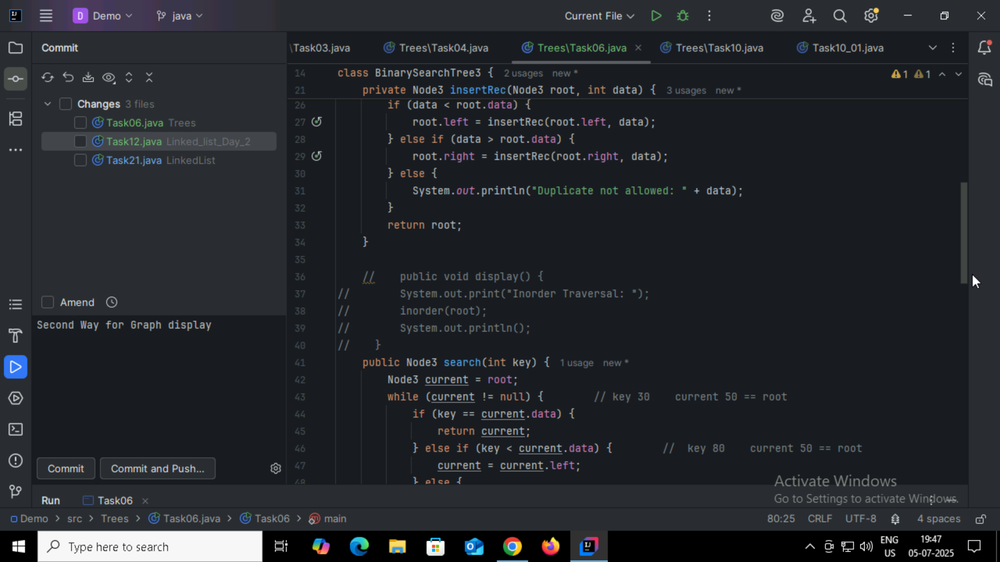 D Demo java Current File
Commit
\Task03.java Trees\Task04.java Trees\Task06.java Trees\Task10.java Task10_01.java
14 class BinarySearchTree3 { 2 usages new *
21 private Node3 insertRec(Node3 root, int data) { 3 usages new *
1 1
26 if (data < root.data) {
27 root.left = insertRec(root.left, data);
28 } else if (data > root.data) {
29 root.right = insertRec(root.right, data);
30 } else {
31 System.out.println("Duplicate not allowed: " + data);
32 }
33 return root;
34 }
35
36 // public void display() {
37 // System.out.print("Inorder Traversal: ");
38 // inorder(root);
39 // System.out.println();
40 // }
41 public Node3 search(int key) { 1 usage new *
42 Node3 current = root;
43 while (current != null) { // key 30 current 50 == root
44 if (key == current.data) {
45 return current;
46 } else if (key < current.data) { // key 80 current 50 == root
47 current = current.left;
48 } else {
Changes 3 files
Task06.java Trees
Task12.java Linked_list_Day_2
Task21.java LinkedList
Amend
Second Way for Graph display
Commit Commit and Push...
Activate Windows
Go to Settings to activate Windows.
Run Task06
Demo > src > Trees > Task06.java > Task06 > main
80:25 CRLF UTF-8 4 spaces
Type here to search
ENG
US
19:47
05-07-2025